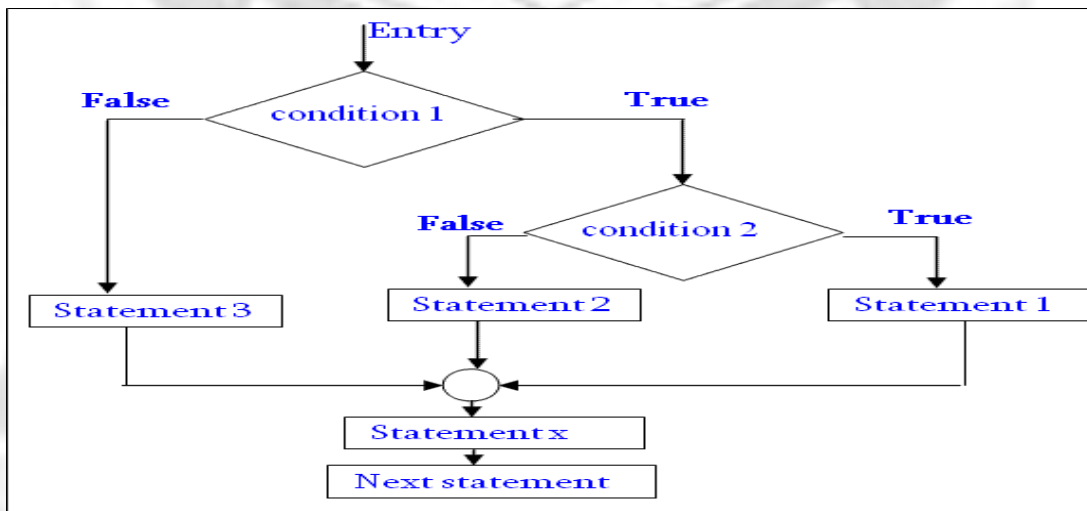 Entry
False
condition 1
True
False
condition 2
True
Statement 3
Statement 2
Statement 1
Statement x
Next statement